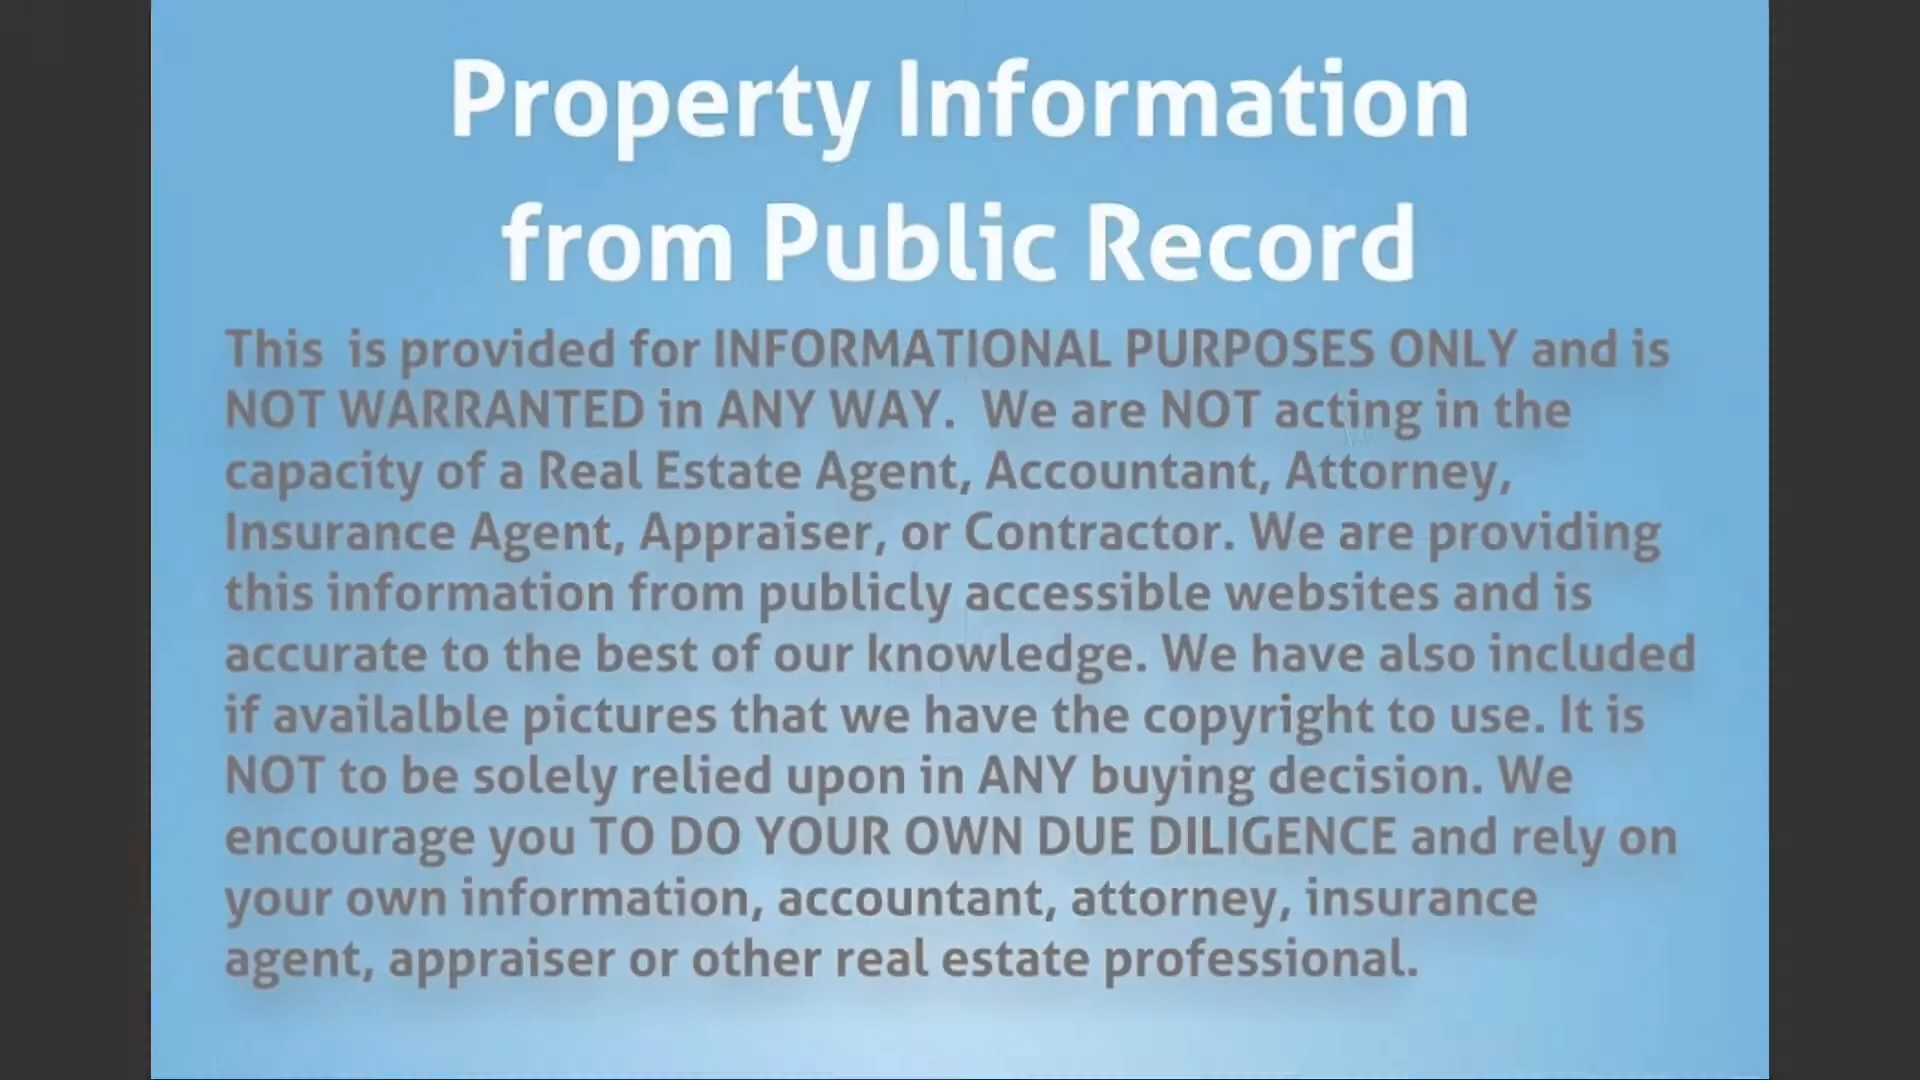 Property Information
from Public Record
This  is provided for INFORMATIONAL PURPOSES ONLY and is
NOT WARRANTED in ANY WAY.  We are NOT acting in the
capacity of a Real Estate Agent, Accountant, Attorney,
Insurance Agent, Appraiser, or Contractor. We are providing
this information from publicly accessible websites and is
accurate to the best of our knowledge. We have also included
if availalble pictures that we have the copyright to use. It is
NOT to be solely relied upon in ANY buying decision. We
encourage you TO DO YOUR OWN DUE DILIGENCE and rely on
your own information, accountant, attorney, insurance
agent, appraiser or other real estate professional.